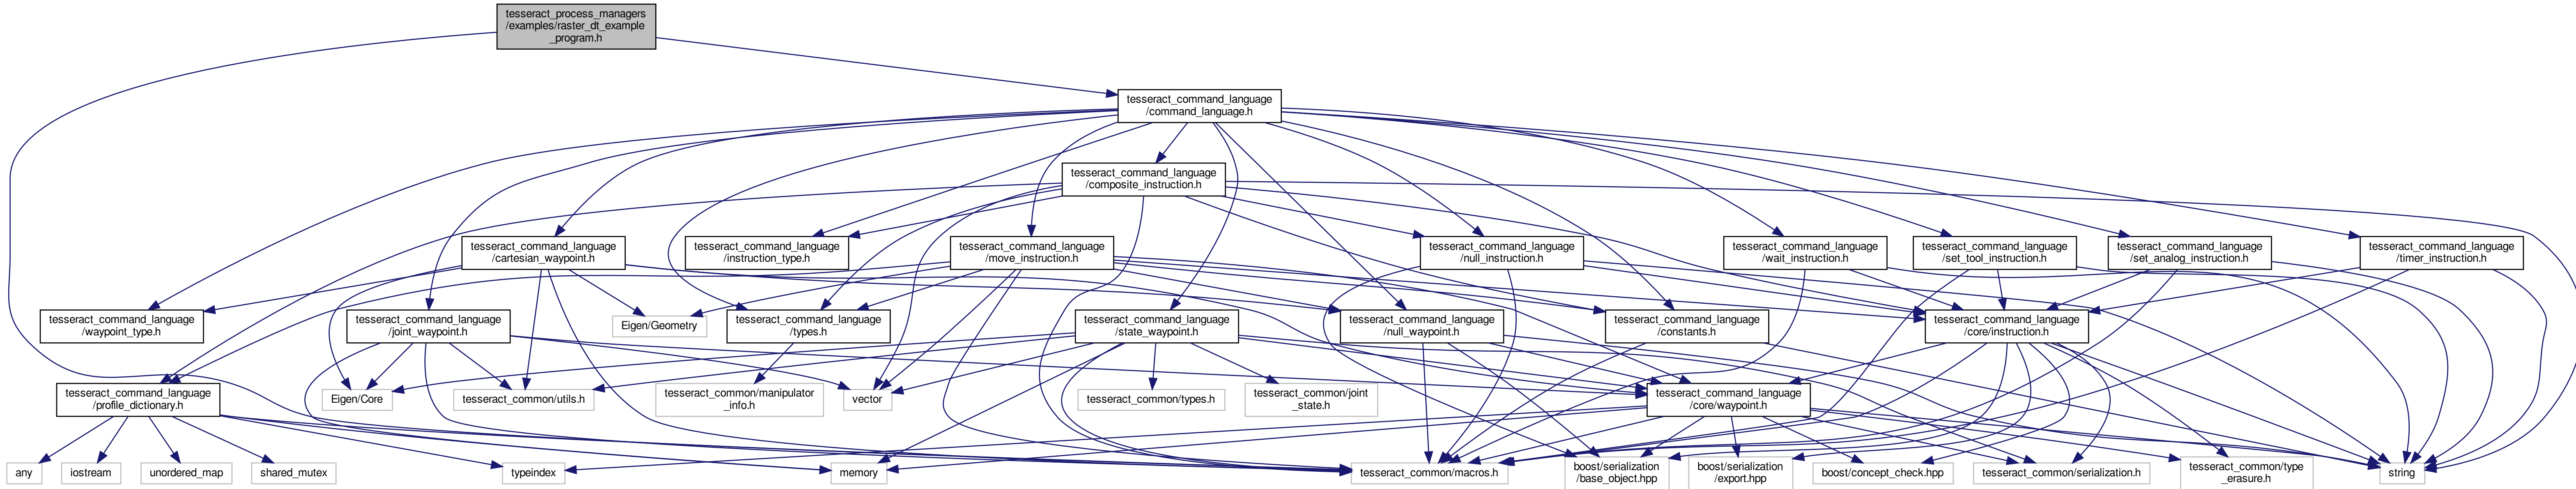 tesseract_process_managers
/examples/raster_dt_example
_program.h
tesseract_command_language
/command_language.h
tesseract_command_language
/composite_instruction.h
tesseract_command_language
/cartesian_waypoint.h
tesseract_command_language
/instruction_type.h
tesseract_command_language
/move_instruction.h
tesseract_command_language
/null_instruction.h
tesseract_command_language
/wait_instruction.h
tesseract_command_language
/set_tool_instruction.h
tesseract_command_language
/set_analog_instruction.h
tesseract_command_language
/timer_instruction.h
tesseract_command_language
/waypoint_type.h
tesseract_command_language
/joint_waypoint.h
Eigen/Geometry
tesseract_command_language
/types.h
tesseract_command_language
/state_waypoint.h
tesseract_command_language
/null_waypoint.h
tesseract_command_language
/constants.h
tesseract_command_language
/core/instruction.h
tesseract_command_language
/profile_dictionary.h
Eigen/Core
tesseract_common/utils.h
tesseract_common/manipulator
_info.h
vector
tesseract_common/types.h
tesseract_common/joint
_state.h
tesseract_command_language
/core/waypoint.h
any
iostream
unordered_map
shared_mutex
typeindex
memory
tesseract_common/macros.h
boost/serialization
/base_object.hpp
boost/serialization
/export.hpp
boost/concept_check.hpp
tesseract_common/serialization.h
tesseract_common/type
_erasure.h
string